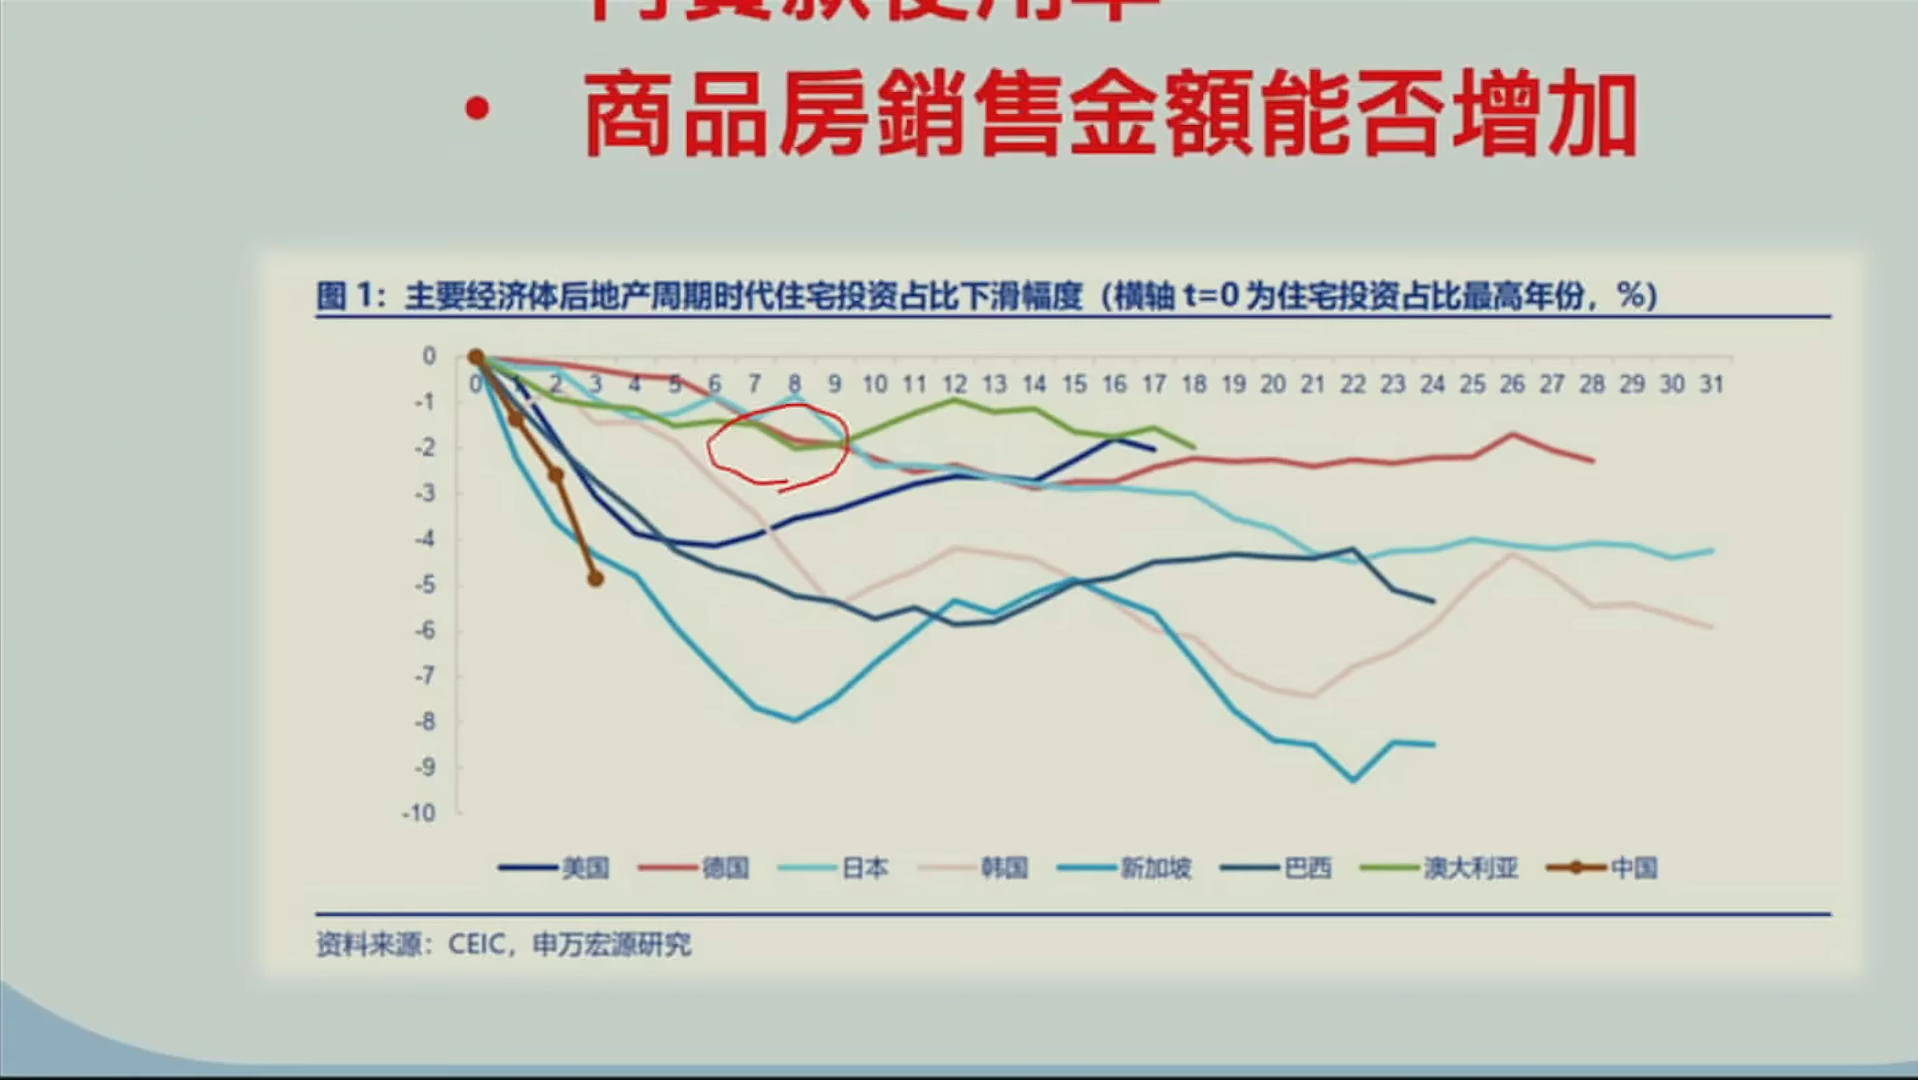 商品房銷售金額能否增加
图 1：主要经济体后地产周期时代住宅投资占比下滑幅度（横轴 t=0 为住宅投资占比最高年份，%）
0
0 1 2 3 4 5 6 7 8 9 10 11 12 13 14 15 16 17 18 19 20 21 22 23 24 25 26 27 28 29 30 31
-1
-2
-3
-4
-5
-6
-7
-8
-9
-10
美国 德国 日本 韩国 新加坡 巴西 澳大利亚 中国
资料来源：CEIC，申万宏源研究